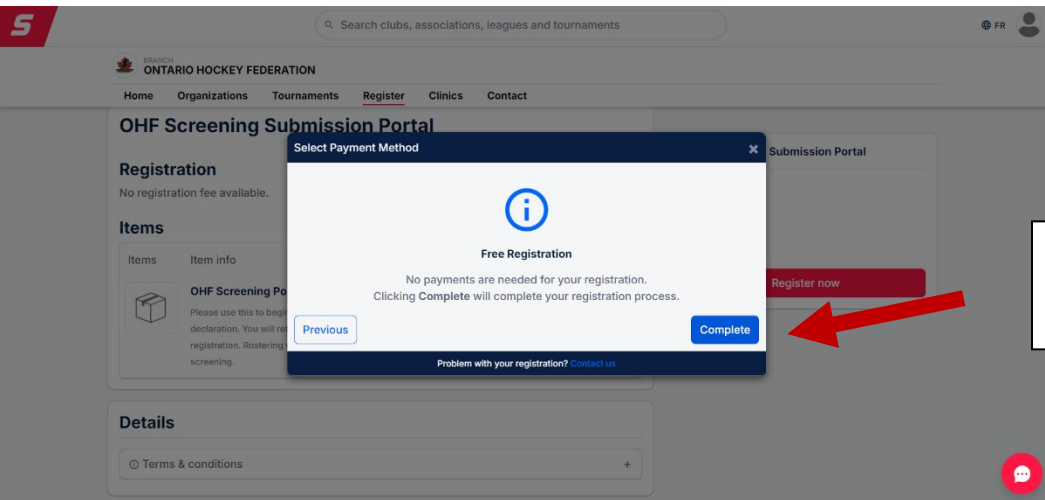 Search clubs, associations, leagues and tournaments
FR
BRANCH
ONTARIO HOCKEY FEDERATION
Home Organizations Tournaments Register Clinics Contact
OHF Screening Submission Portal
Select Payment Method
Submission Portal
Registration
No registration fee available.
Free Registration
Items
No payments are needed for your registration.
Items Item info
Register now
OHF Screening Po
Clicking Complete will complete your registration process.
Please use this to begi
declaration. You will re
Previous
Complete
registration. Rostering
screening.
Problem with your registration? Contact us
Details
Terms & conditions